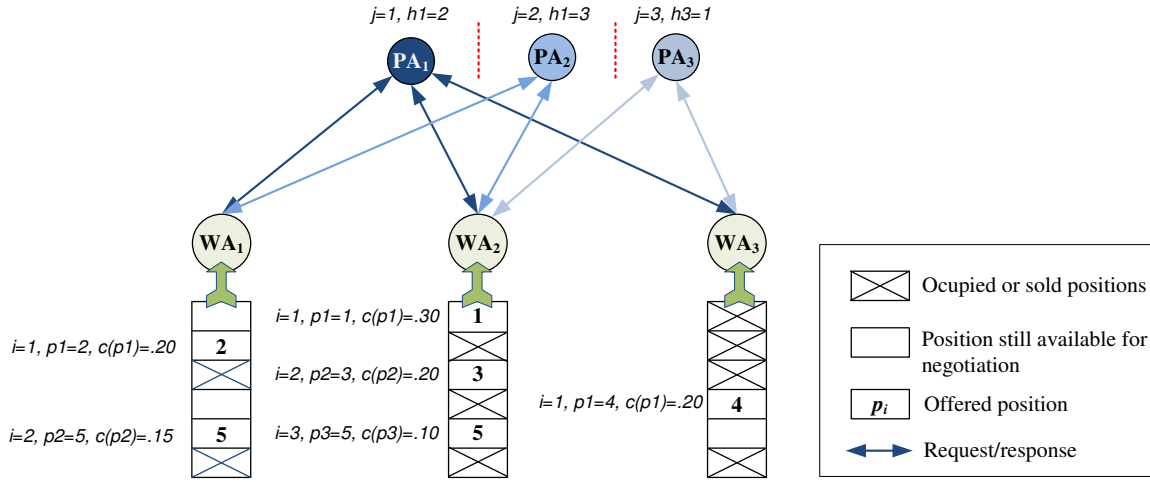 j=1, h1=2
j=2, h1=3
j=3, h3=1
PA1
PA2
PA3
WA1
WA2
WA3
i=1, p1=2, c(p1)=.20
2
i=2, p2=5, c(p2)=.15
5
i=1, p1=1, c(p1)=.30
1
i=2, p2=3, c(p2)=.20
3
i=3, p3=5, c(p3)=.10
5
i=1, p1=4, c(p1)=.20
4
Ocupied or sold positions
Position still available for
negotiation
pi
Offered position
Request/response